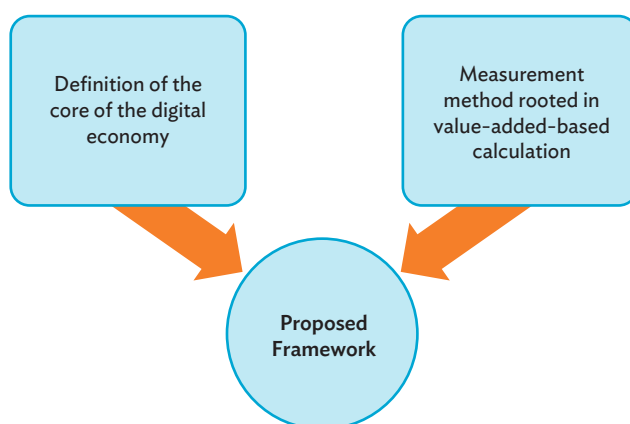 Definition of the
core of the digital
economy
Measurement
method rooted in
value-added-based
calculation
Proposed
Framework